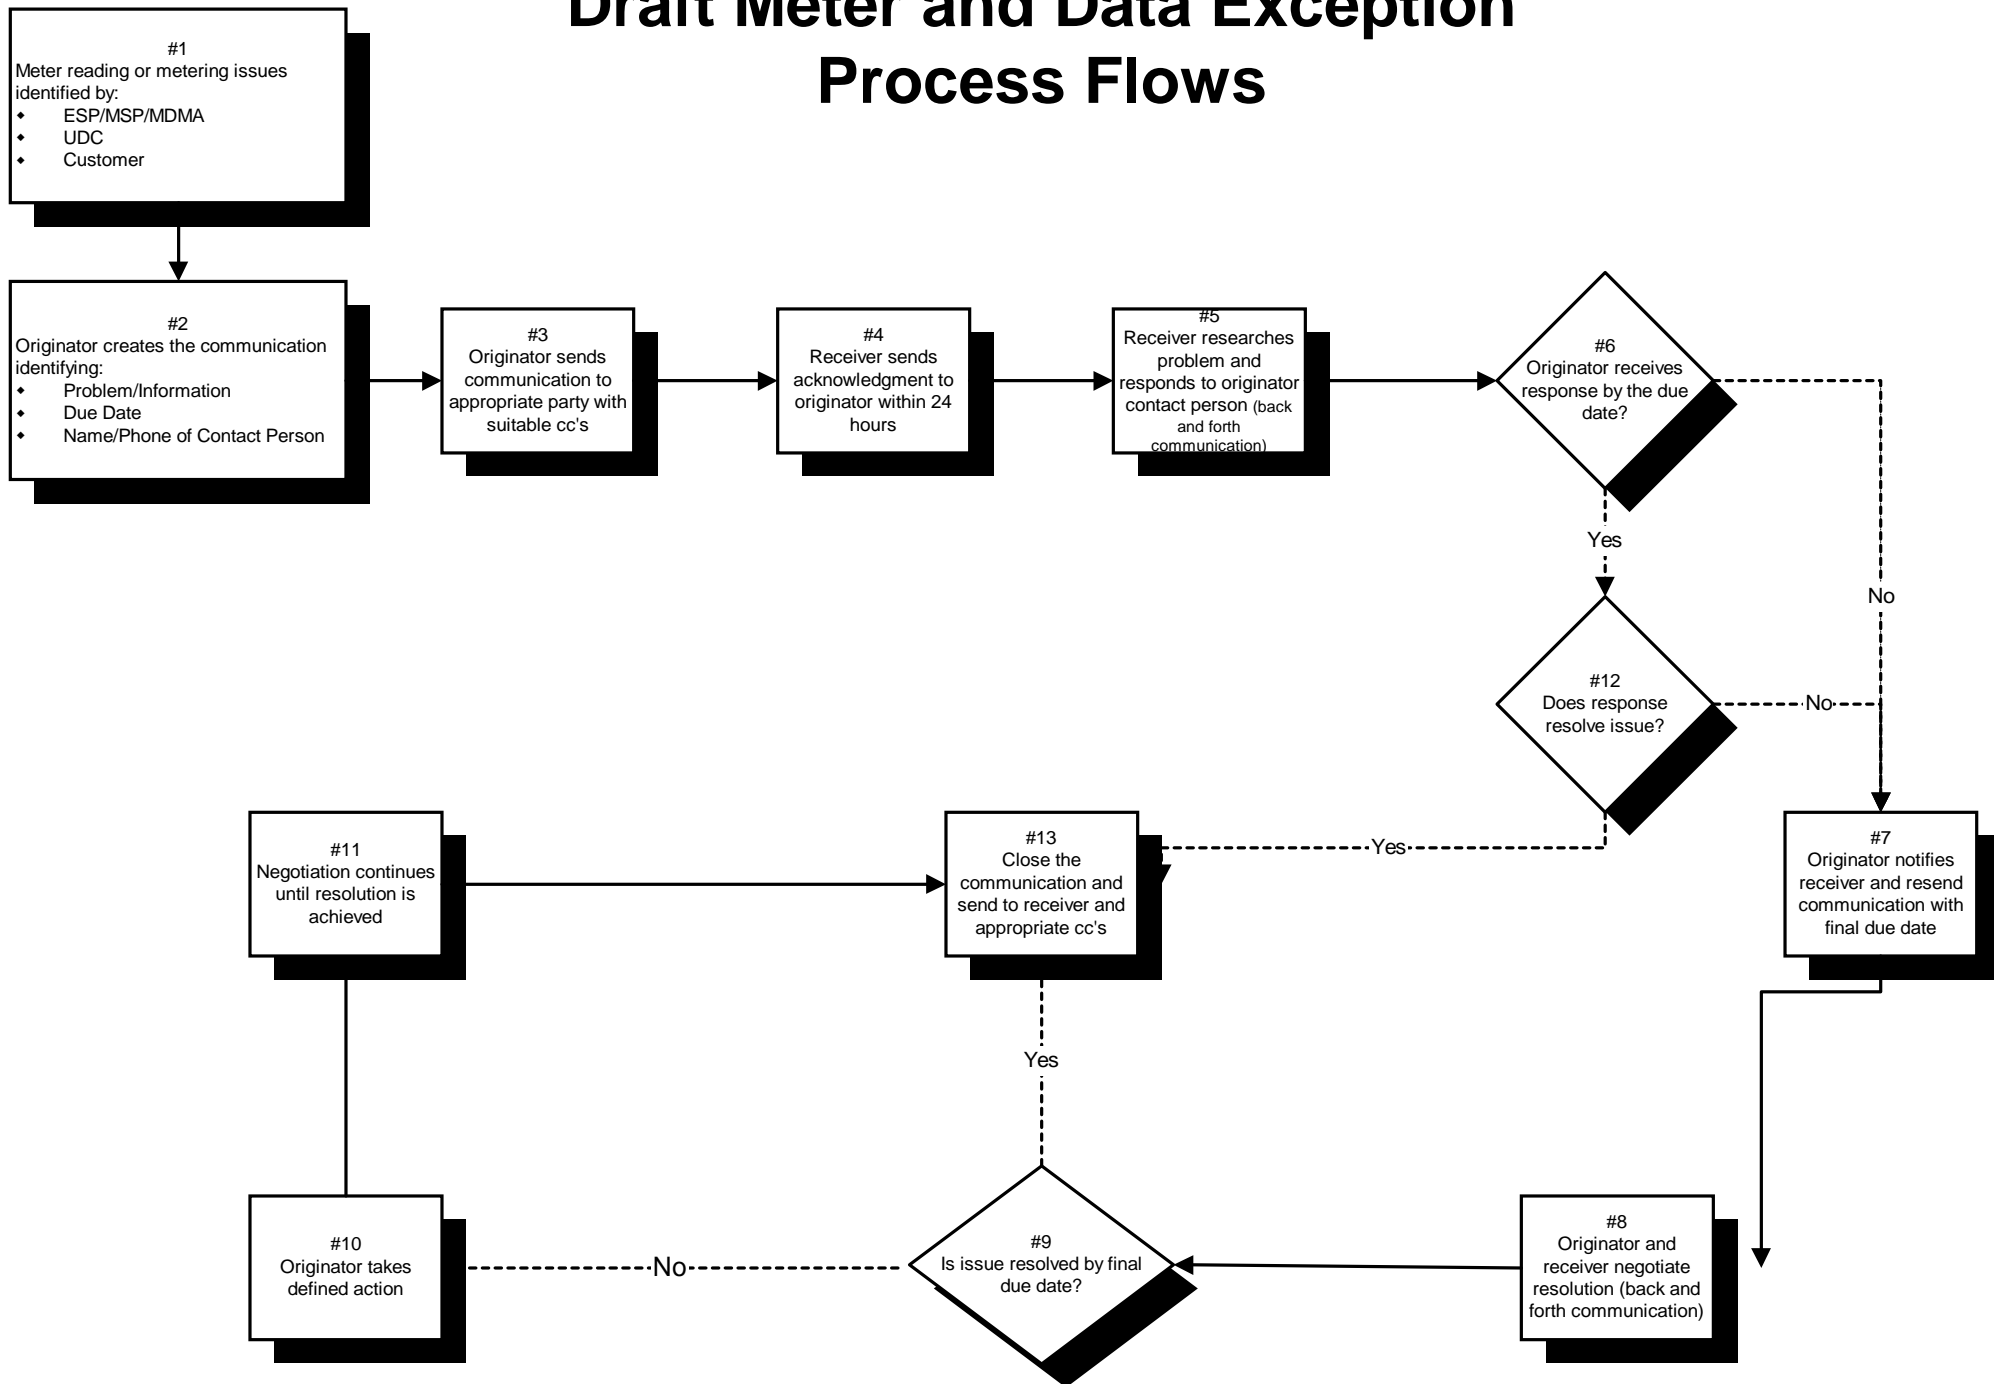 Draft Meter and Data Exception
Process Flows
#1
Meter reading or metering issues
identified by:
ESP/MSP/MDMA
UDC
Customer
#2
Originator creates the communication
identifying:
Problem/Information
Due Date
Name/Phone of Contact Person
#3
Originator sends
communication to
appropriate party with
suitable cc's
#4
Receiver sends
acknowledgment to
originator within 24
hours
#5
Receiver researches
problem and
responds to originator
contact person (back
and forth
communication)
#6
Originator receives
response by the due
date?
Yes
No
#12
Does response
resolve issue?
No
Yes
#11
Negotiation continues
until resolution is
achieved
#13
Close the
communication and
send to receiver and
appropriate cc's
#7
Originator notifies
receiver and resend
communication with
final due date
Yes
#10
Originator takes
defined action
No
#9
Is issue resolved by final
due date?
#8
Originator and
receiver negotiate
resolution (back and
forth communication)